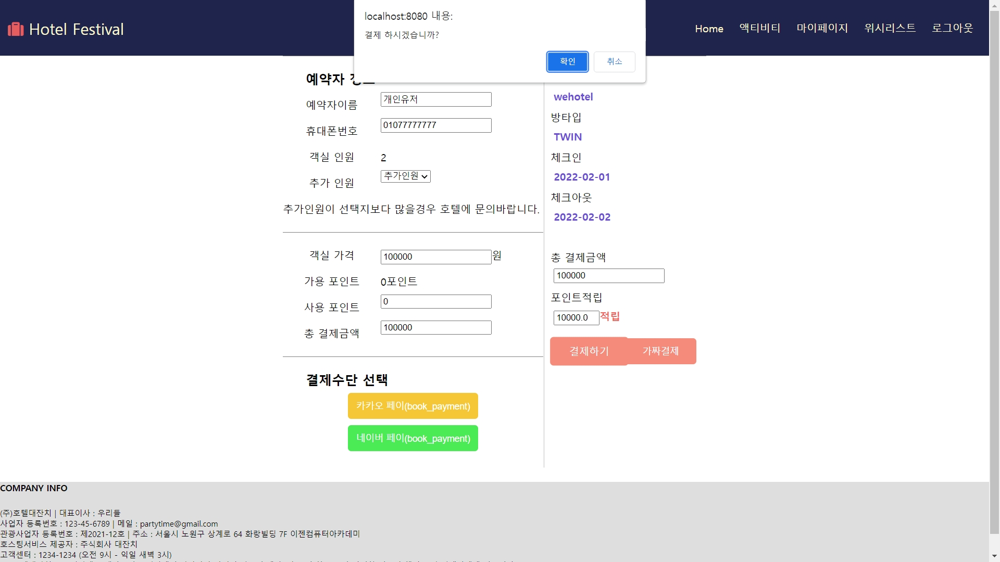 Hotel Festival
Home 액티비티 마이페이지 위시리스트 로그아웃
localhost:8080 내용:
결제 하시겠습니까?
확인 취소
예약자
예약자이름 개인유저
휴대폰번호 01077777777
객실 인원 2
추가 인원 추가인원
추가인원이 선택지보다 많을경우 호텔에 문의바랍니다.
객실 가격 100000원
가용 포인트 0포인트
사용 포인트 0
총 결제금액 100000
결제수단 선택
카카오 페이(book_payment)
네이버 페이(book_payment)
wehotel
방타입
TWIN
체크인
2022-02-01
체크아웃
2022-02-02
총 결제금액
100000
포인트적립
10000.0 적립
결제하기 가짜결제
COMPANY INFO
(주)호텔대잔치 | 대표이사 : 우리들
사업자 등록번호 : 123-45-6789 | 메일 : partytime@gmail.com
관광사업자 등록번호 : 제2021-12호 | 주소 : 서울시 노원구 상계로 64 화랑빌딩 7F 이젠컴퓨터아카데미
호스팅서비스 제공자 : 주식회사 대잔치
고객센터 : 1234-1234 (오전 9시 - 익일 새벽 3시)